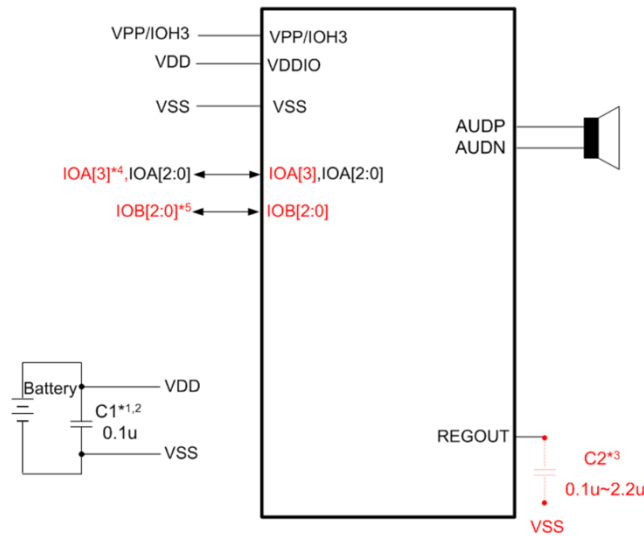 VPP/IOH3 VPP/IOH3
VDD VDDIO
VSS VSS
AUDP
AUDN
IOA[3]*4,IOA[2:0] IOA[3],IOA[2:0]
IOB[2:0]*5 IOB[2:0]
Battery VDD
C1*1,2
0.1u
VSS
REGOUT
C2*3
0.1u~2.2u
VSS